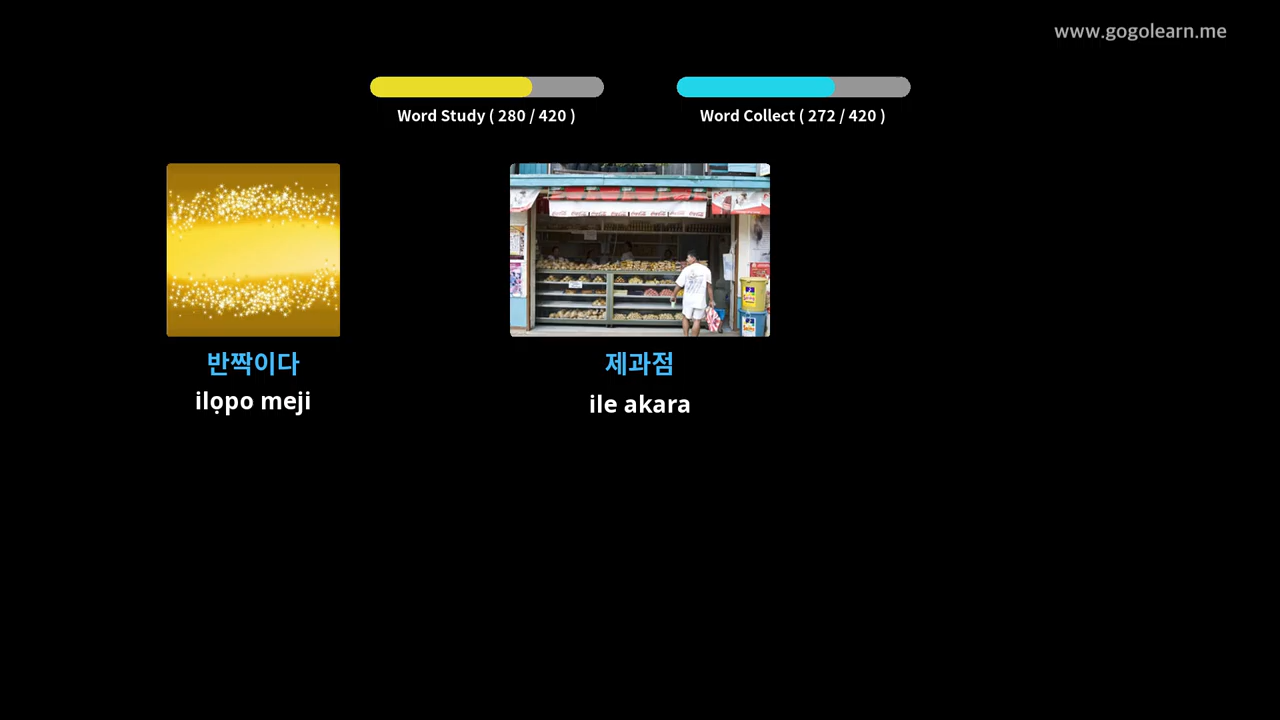 www.gogolearn.me
Word Study ( 280 / 420 )
Word Collect ( 272 / 420 )
반짝이다
제과점
ilọpo meji
ile akara